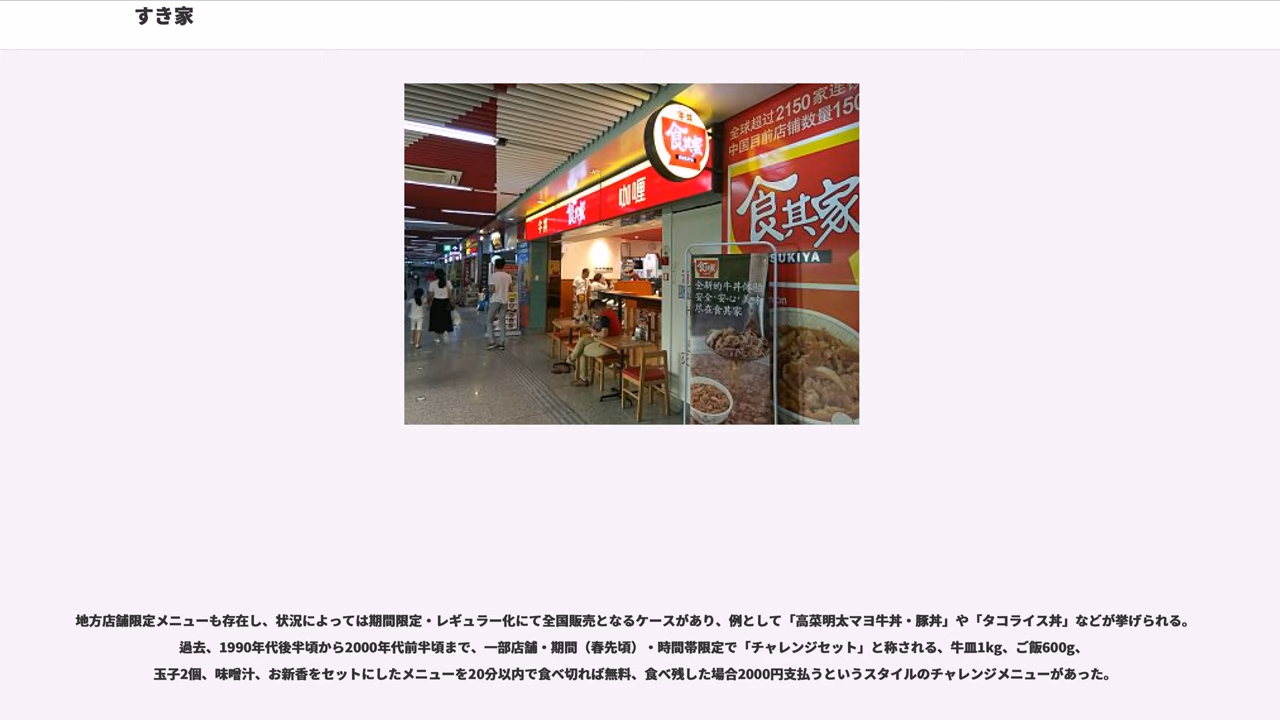 すき家
全球超过2150家连
中国目前店铺数量150
牛丼
食其家
SUKIYA
牛丼 食其家 咖喱
食其家
SUKIYA
食其家
全新的牛丼体验
安全·安心·美味
尽在食其家
地方店舗限定メニューも存在し、状況によっては期間限定・レギュラー化にて全国販売となるケースがあり、例として「高菜明太マヨ牛丼・豚丼」や「タコライス丼」などが挙げられる。
過去、1990年代後半頃から2000年代前半頃まで、一部店舗・期間（春先頃）・時間帯限定で「チャレンジセット」と称される、牛皿1kg、ご飯600g、
玉子2個、味噌汁、お新香をセットにしたメニューを20分以内で食べ切れば無料、食べ残した場合2000円支払うというスタイルのチャレンジメニューがあった。